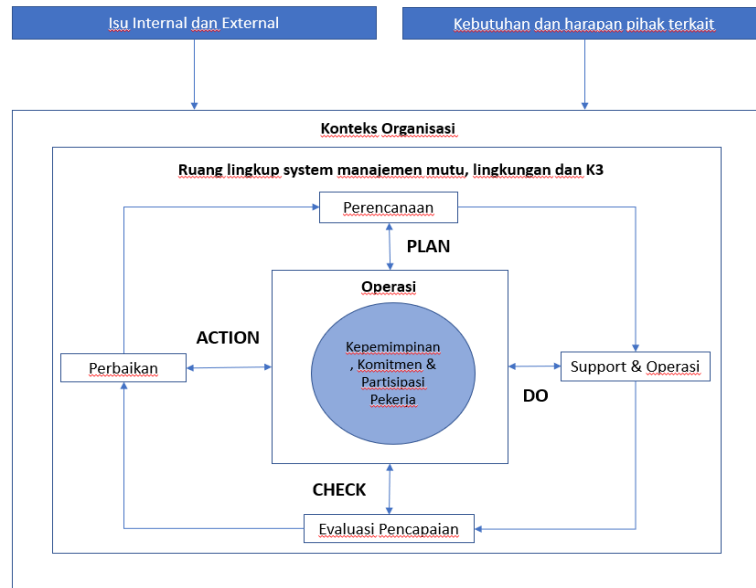 Isu Internal dan External
Kebutuhan dan harapan pihak terkait
Konteks Organisasi
Ruang lingkup system manajemen mutu, lingkungan dan K3
Perencanaan
PLAN
Operasi
ACTION
Kepemimpinan
, Komitmen &
Partisipasi
Pekerja
Perbaikan
Support & Operasi
DO
CHECK
Evaluasi Pencapaian